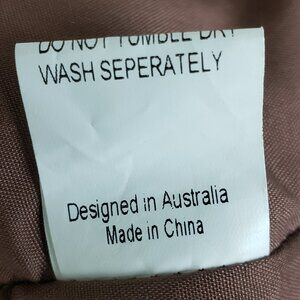 DO NOT TUMBLE DRY
WASH SEPERATELY
Designed in Australia
Made in China